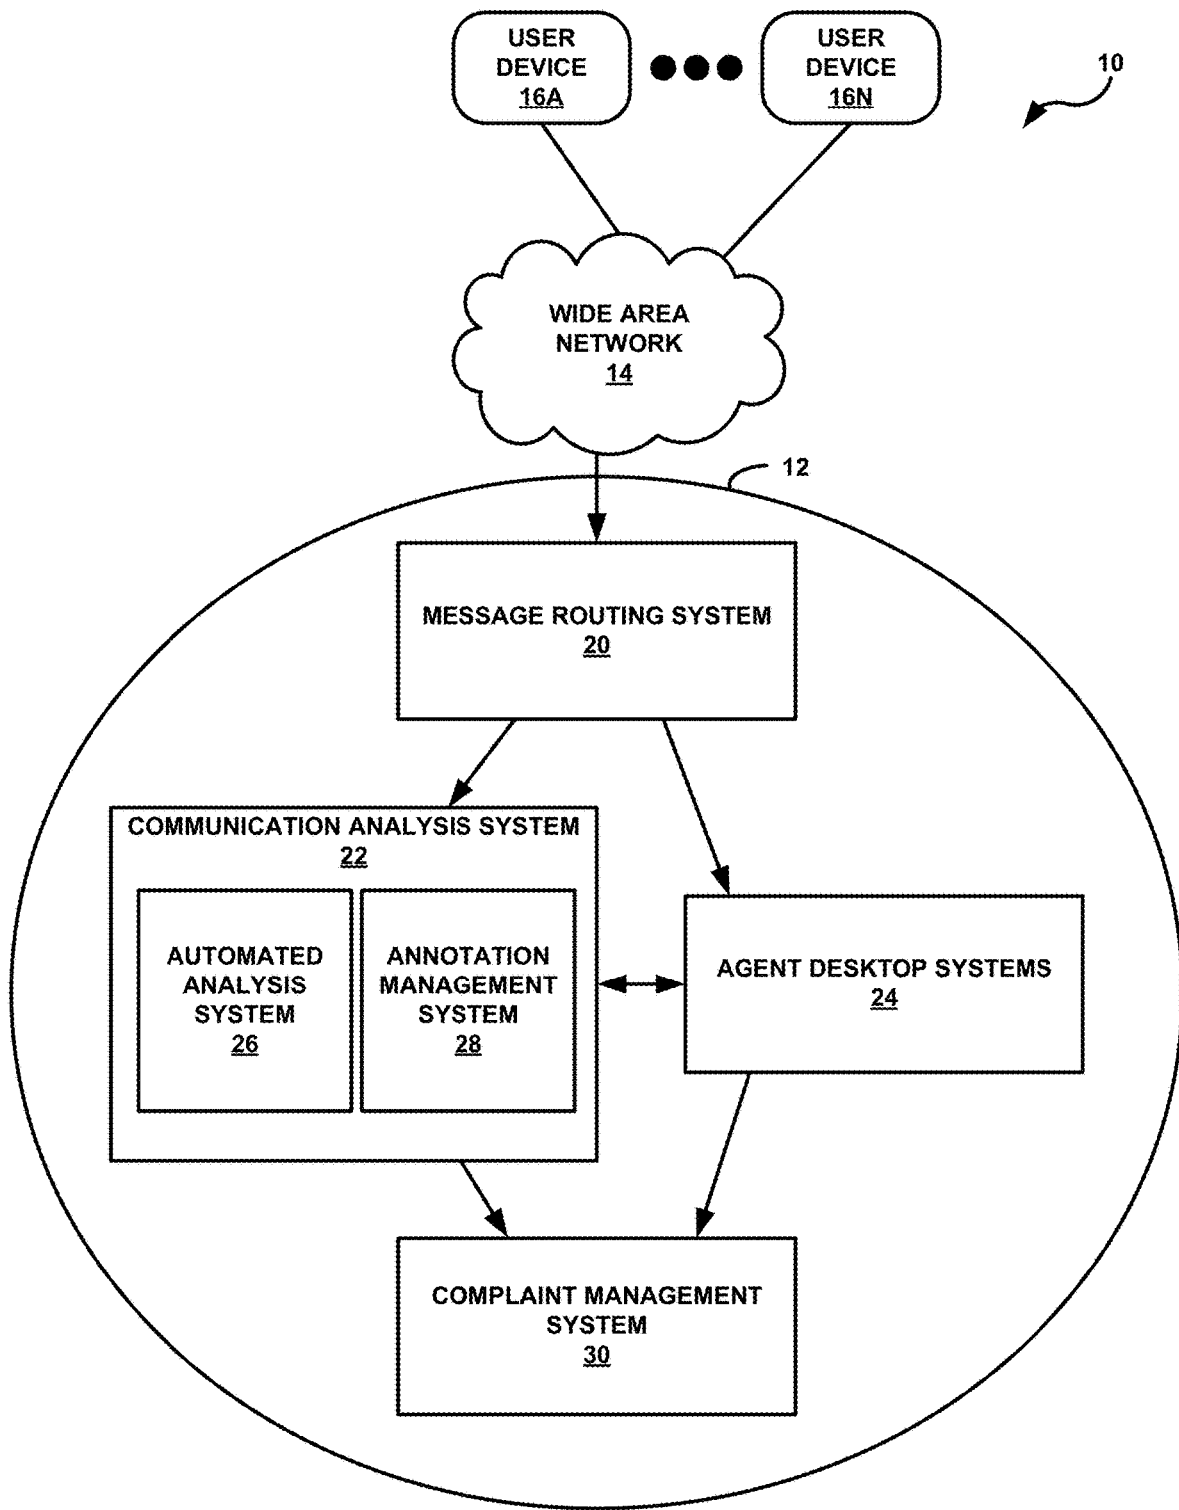 USER
DEVICE
16A
USER
DEVICE
16N
10
WIDE AREA
NETWORK
14
12
MESSAGE ROUTING SYSTEM
20
COMMUNICATION ANALYSIS SYSTEM
22
AUTOMATED
ANALYSIS
SYSTEM
26
ANNOTATION
MANAGEMENT
SYSTEM
28
AGENT DESKTOP SYSTEMS
24
COMPLAINT MANAGEMENT
SYSTEM
30